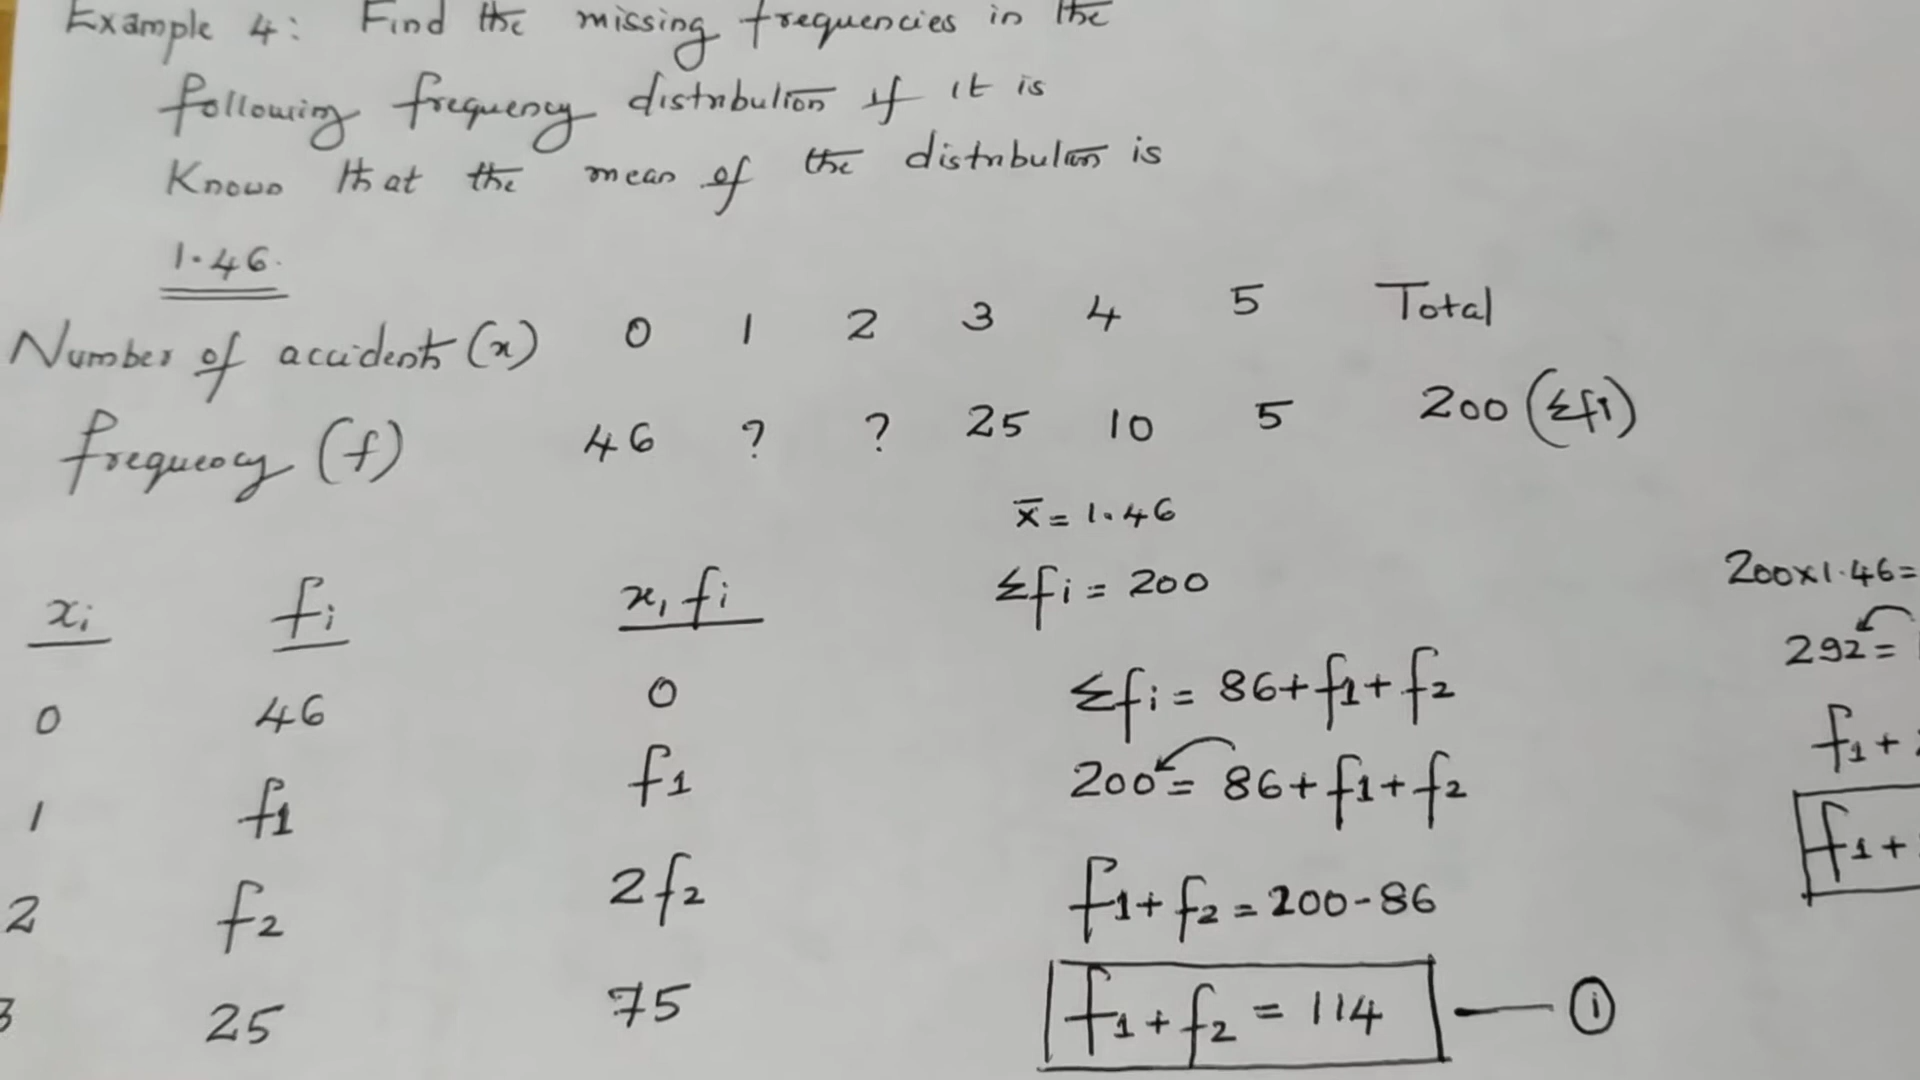 Example 4: Find the missing frequencies in the
following frequency distribution if it is
Known that the mean of the distribution is
1.46.
Number of accidents (x) 0 1 2 3 4 5 Total
frequency (f) 46 ? ? 25 10 5 200 (Σfi)
x̄ = 1.46
Σfi = 200
xi fi xi fi
0 46 0
1 f1 f1
2 f2 2f2
3 25 75
Σfi = 86+f1+f2
200 = 86+f1+f2
f1+f2 = 200-86
f1+f2 = 114 — ①
200x1.46=
292=
f1+
f1+